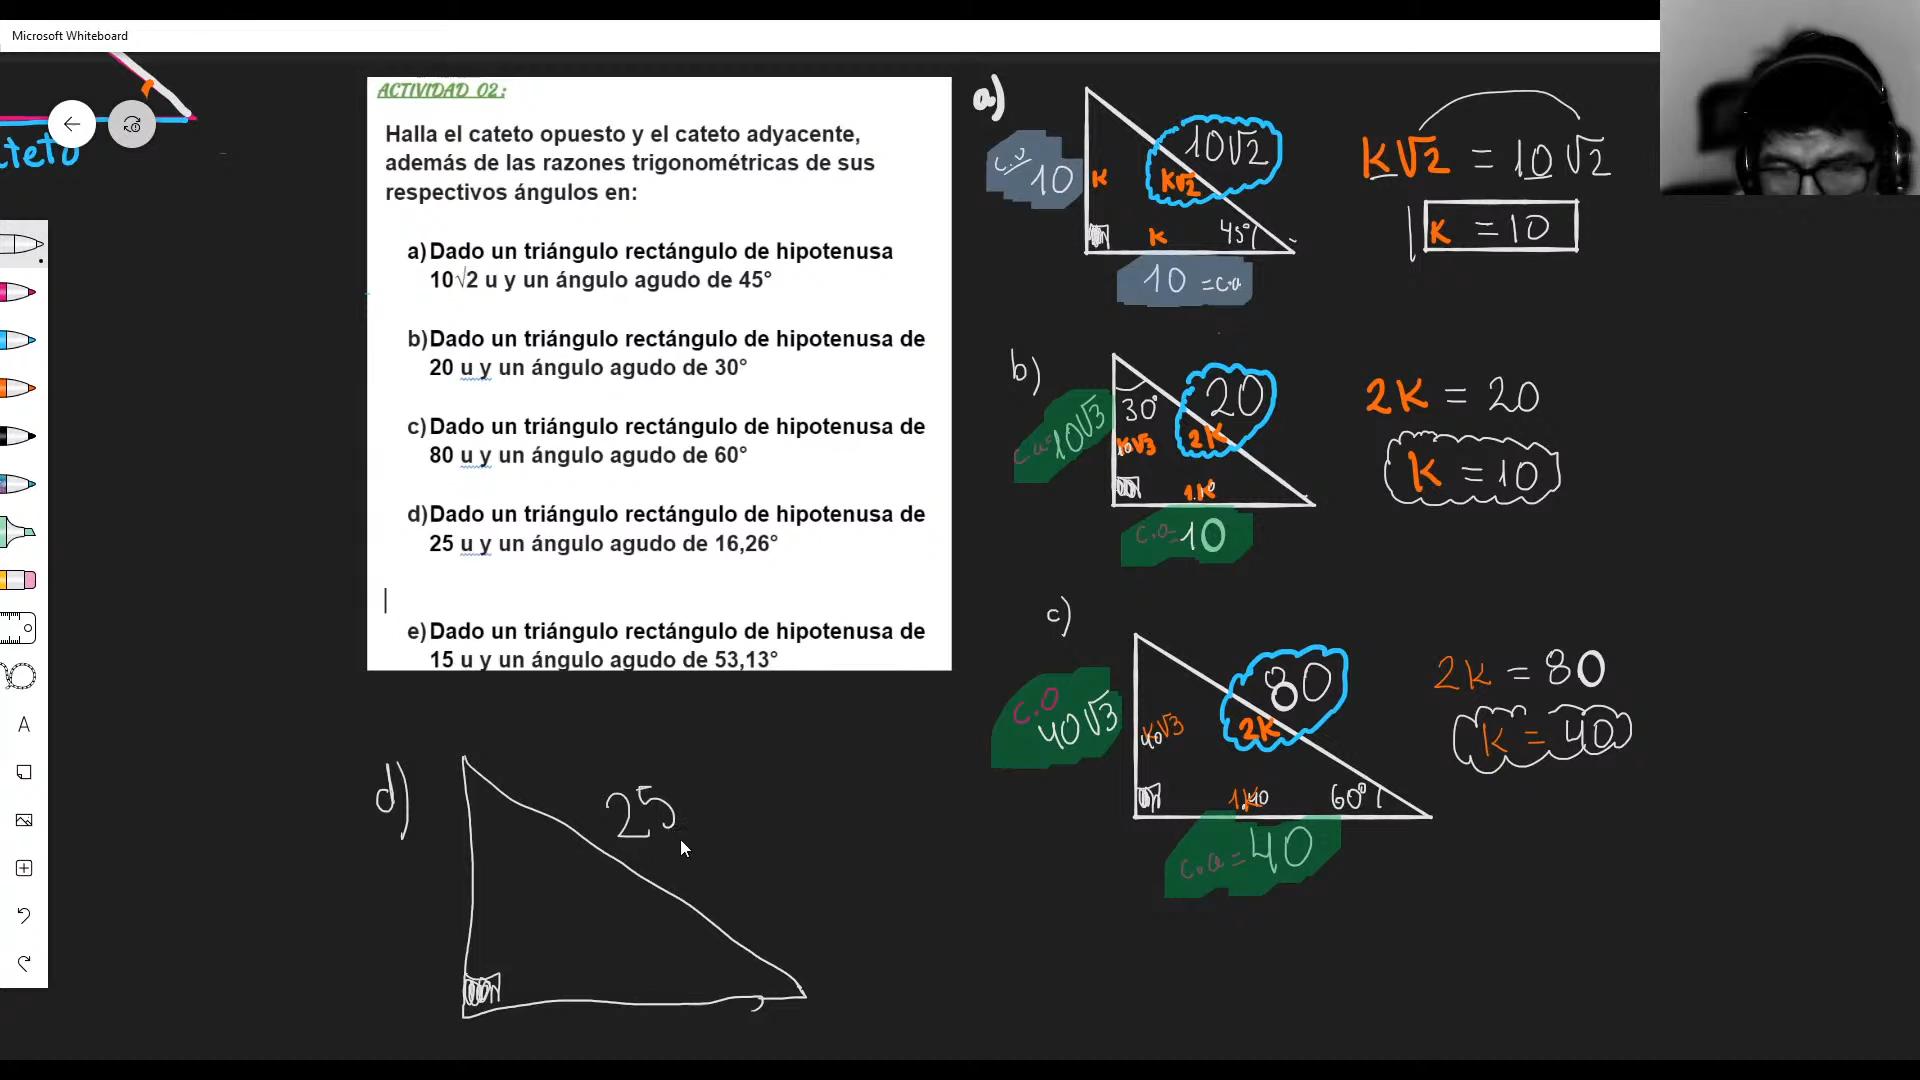 Microsoft Whiteboard
ACTIVIDAD 02:
Halla el cateto opuesto y el cateto adyacente,
además de las razones trigonométricas de sus
respectivos ángulos en:
a)Dado un triángulo rectángulo de hipotenusa
10√2 u y un ángulo agudo de 45°
b)Dado un triángulo rectángulo de hipotenusa de
20 u y un ángulo agudo de 30°
c)Dado un triángulo rectángulo de hipotenusa de
80 u y un ángulo agudo de 60°
d)Dado un triángulo rectángulo de hipotenusa de
25 u y un ángulo agudo de 16,26°
e)Dado un triángulo rectángulo de hipotenusa de
15 u y un ángulo agudo de 53,13°
a)
10√2
K√2
10
K
K
45°
10 = c.a
K√2 = 10√2
K = 10
b)
30°
20
2K
c.a= 10√3
1.K
c.o= 10
2K = 20
K = 10
c)
80
2K
c.o
40√3
60°
c.a = 40
2K = 80
K = 40
d)
25
A